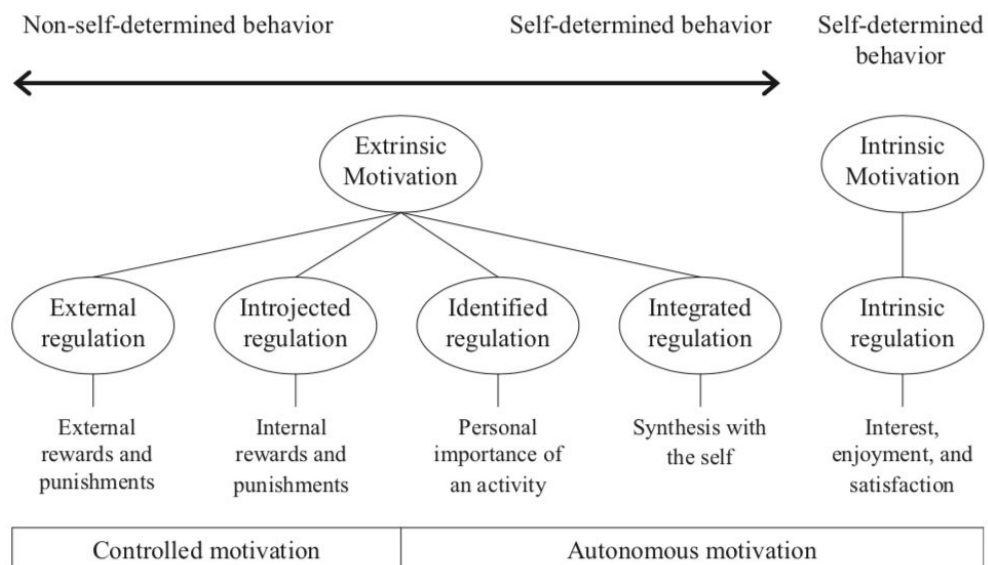 Non-self-determined behavior
Self-determined behavior
Self-determined
behavior
Extrinsic
Motivation
Intrinsic
Motivation
External
regulation
Introjected
regulation
Identified
regulation
Integrated
regulation
Intrinsic
regulation
External
rewards and
punishments
Internal
rewards and
punishments
Personal
importance of
an activity
Synthesis with
the self
Interest,
enjoyment, and
satisfaction
Controlled motivation
Autonomous motivation